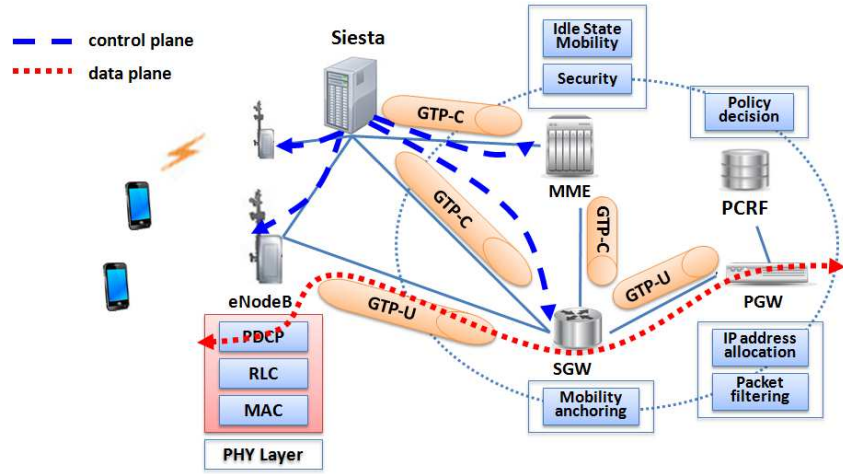 control plane
data plane
Siesta
Idle State
Mobility
Security
GTP-C
Policy
decision
MME
PCRF
GTP-C
GTP-C
GTP-U
PGW
eNodeB
GTP-U
PDCP
RLC
MAC
PHY Layer
SGW
Mobility
anchoring
IP address
allocation
Packet
filtering